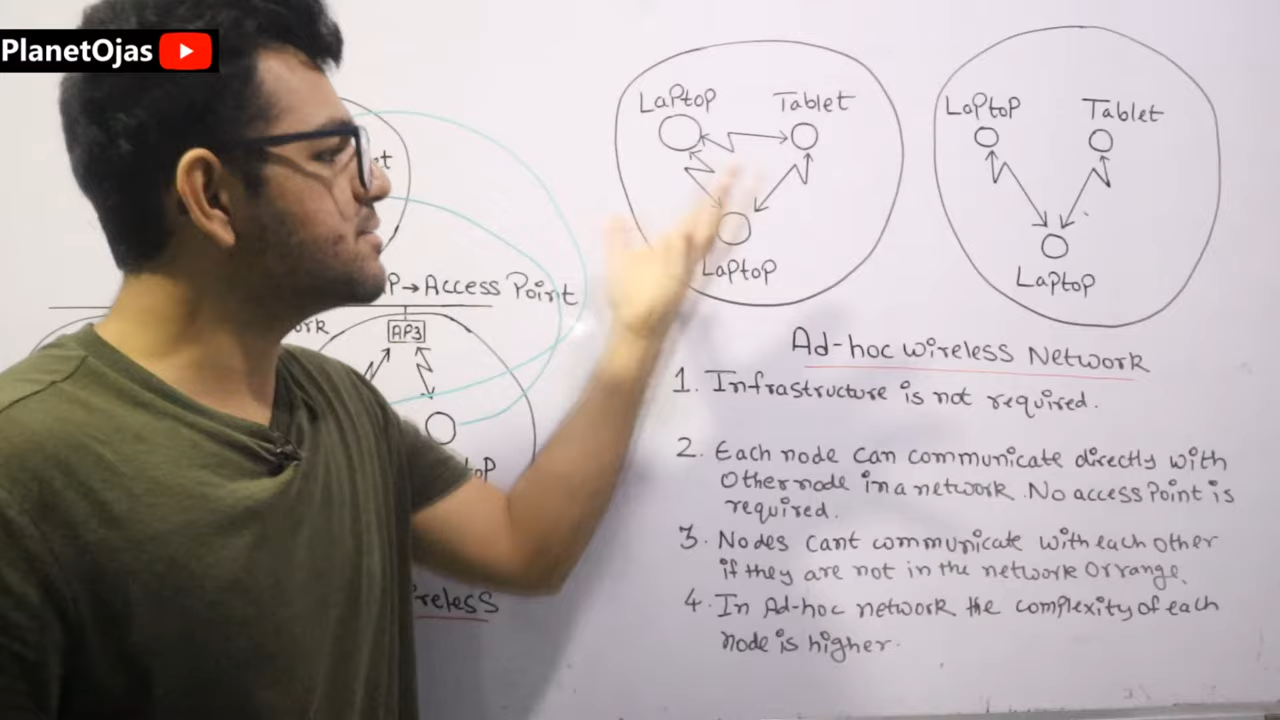 PlanetOjas
Laptop
Tablet
Laptop
Laptop
Tablet
Laptop
→Access Point
AP3
Ad-hoc wireless Network
1. Infrastructure is not required.
2. Each node can communicate directly with
Other node in a network. No access Point is
required.
3. Nodes cant communicate with each other
if they are not in the network Or range.
4. In Ad-hoc network the complexity of each
node is higher.